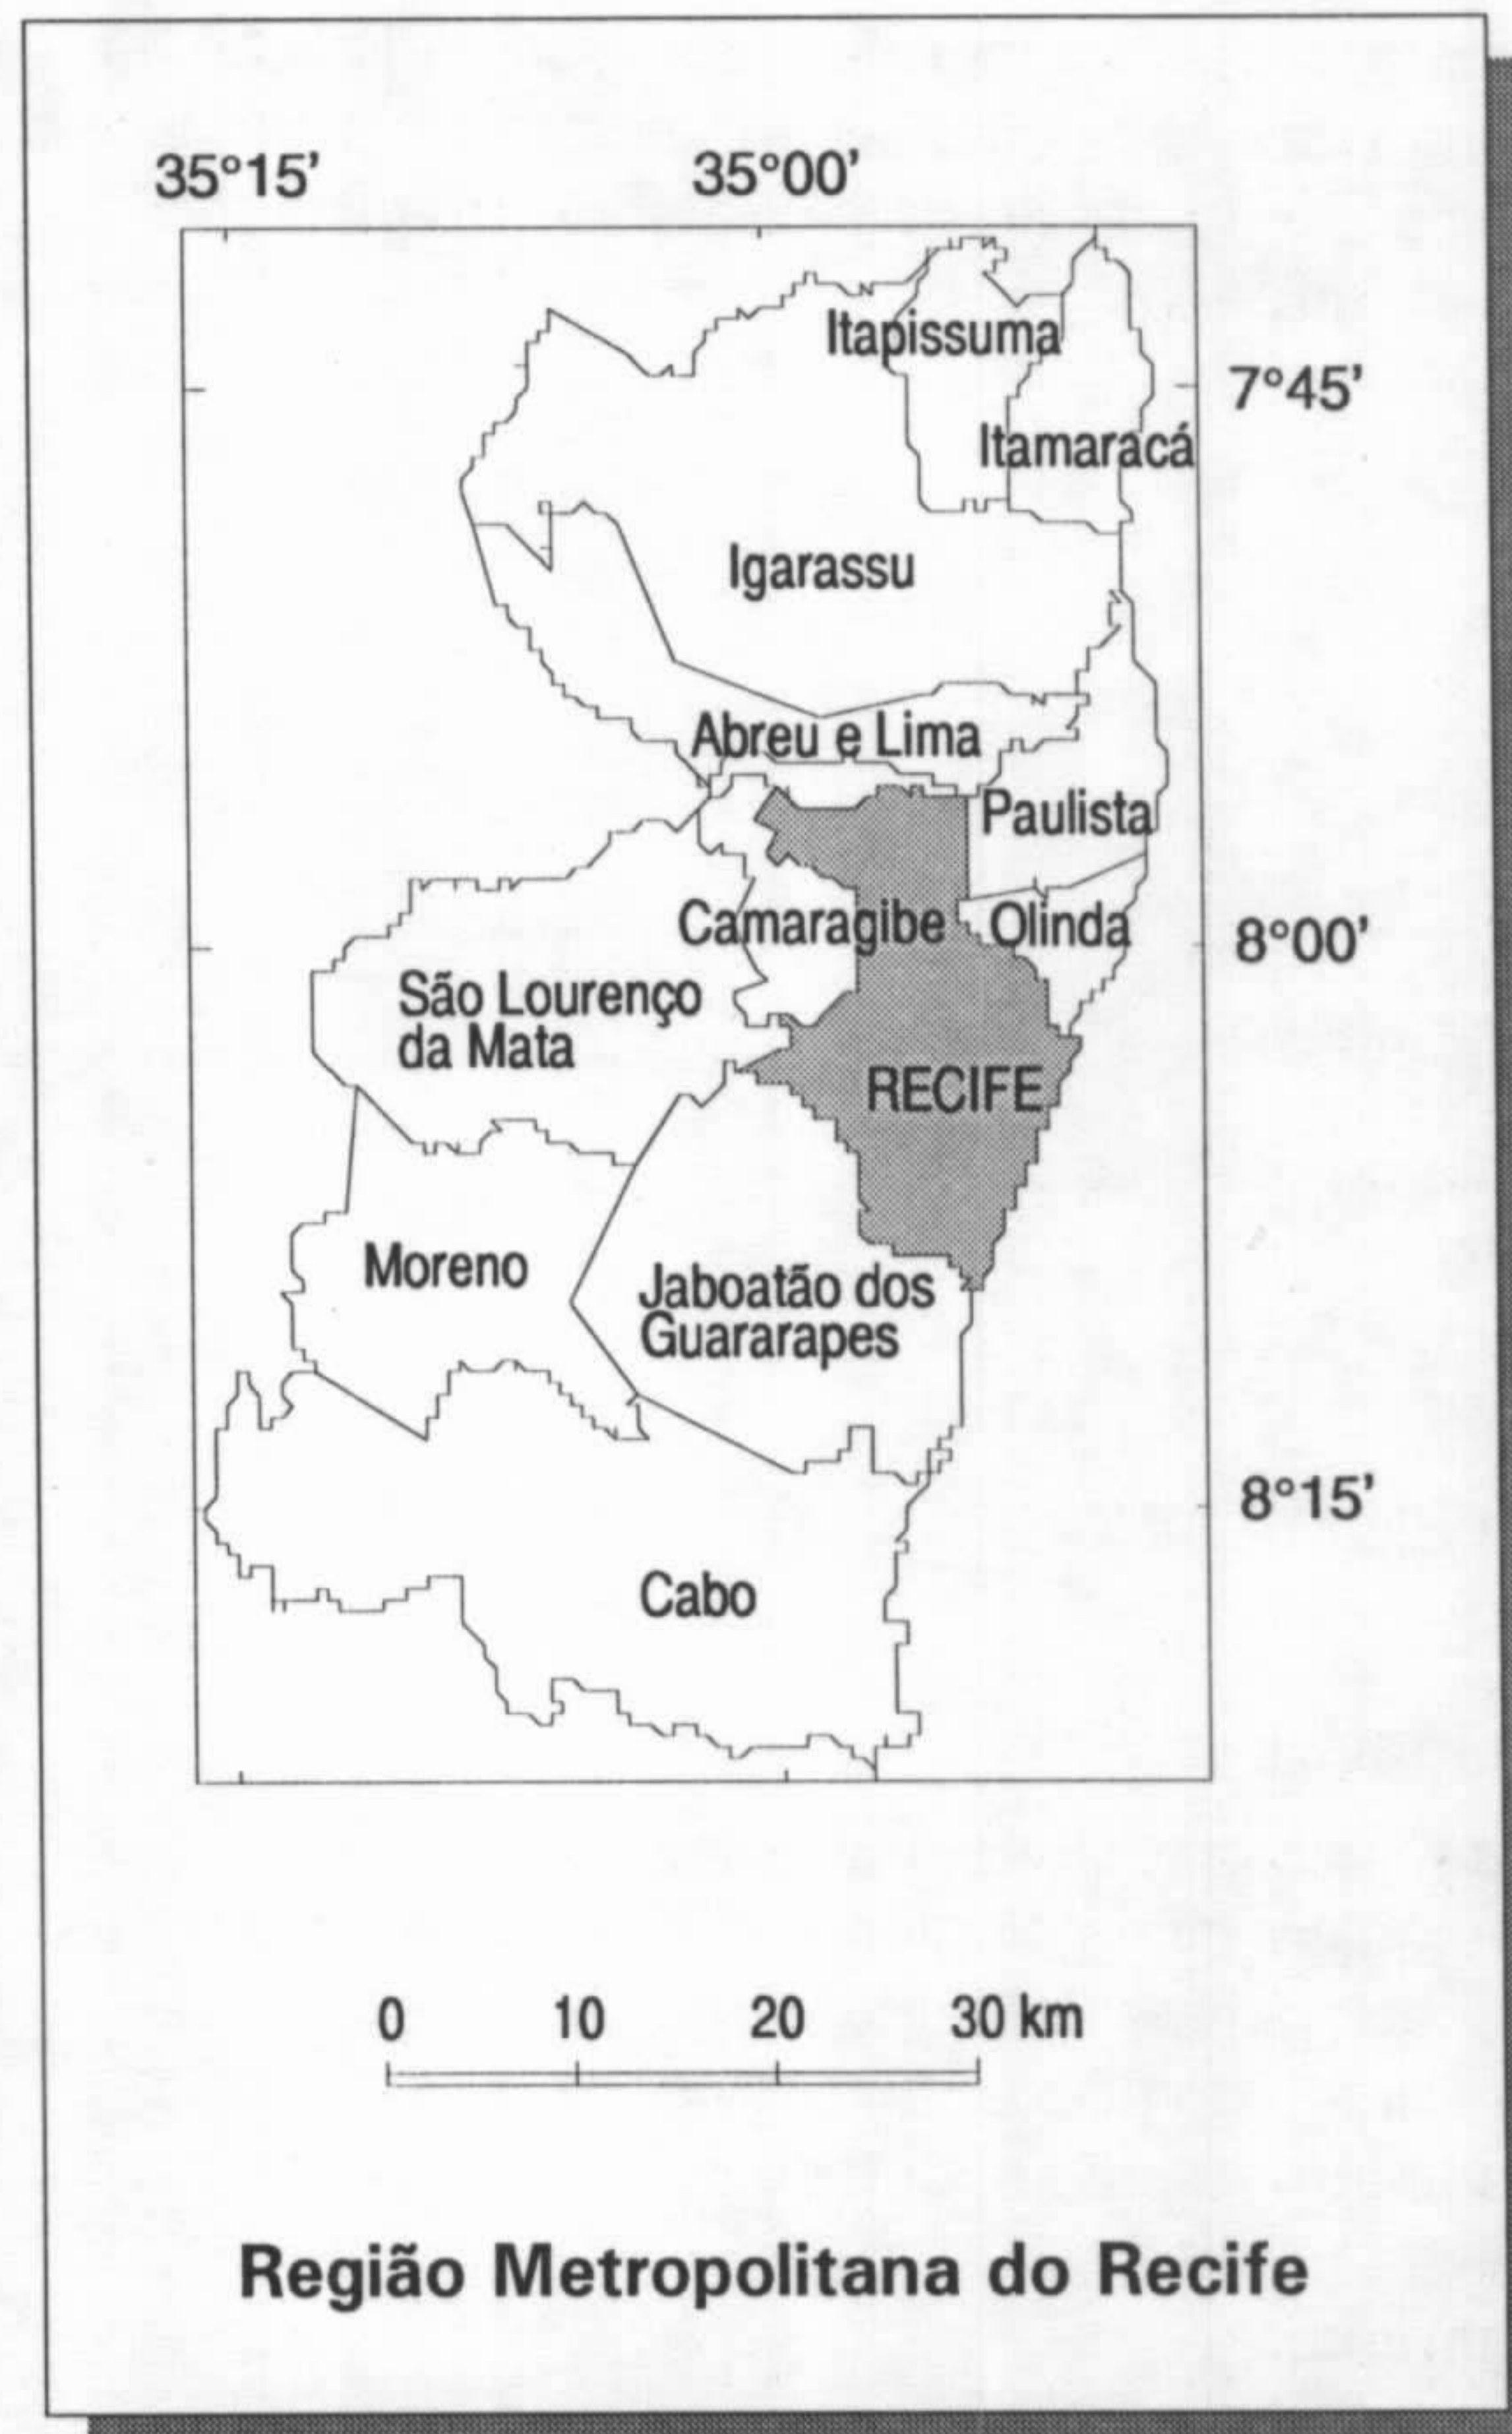 35°15’
35°00’
Itapissuma
7°45’
Itamaracá
Igarassu
Abreu e Lima
Paulista
Camaragibe
Olinda
8°00’
São Lourenço
da Mata
RECIFE
Moreno
Jaboatão dos
Guararapes
8°15’
Cabo
0 10 20 30 km
Região Metropolitana do Recife